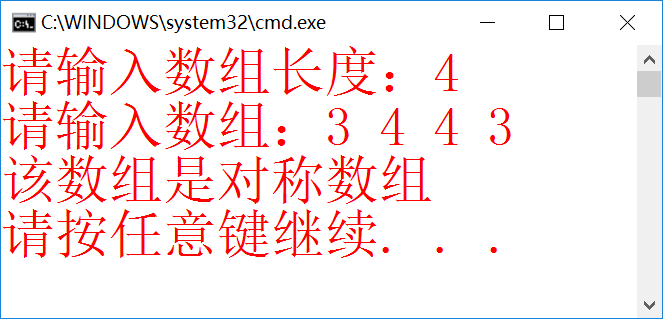 C:\WINDOWS\system32\cmd.exe
请输入数组长度：4
请输入数组：3 4 4 3
该数组是对称数组
请按任意键继续. . .